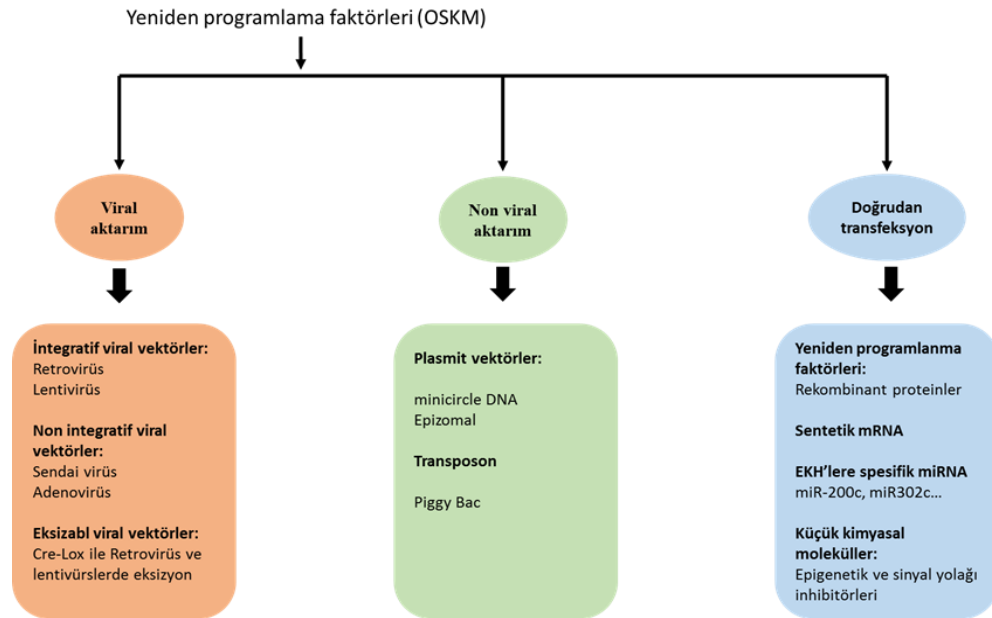 Yeniden programlama faktörleri (OSKM)
Viral
aktarım
Non viral
aktarım
Doğrudan
transfeksyon
İntegratif viral vektörler:
Retrovirüs
Lentivirüs
Non integratif viral
vektörler:
Sendai virüs
Adenovirüs
Eksizabl viral vektörler:
Cre-Lox ile Retrovirüs ve
lentivürslerde eksizyon
Plasmit vektörler:
minicircle DNA
Epizomal
Transposon
Piggy Bac
Yeniden programlanma
faktörleri:
Rekombinant proteinler
Sentetik mRNA
EKH'lere spesifik miRNA
miR-200c, miR302c...
Küçük kimyasal
moleküller:
Epigenetik ve sinyal yolağı
inhibitörleri